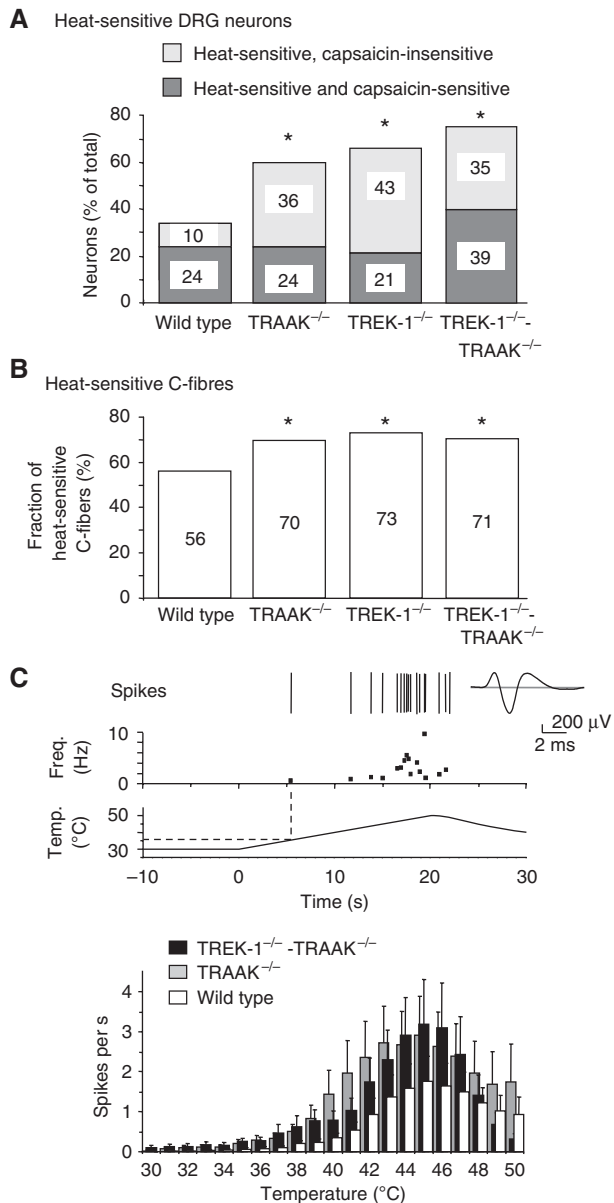 A Heat-sensitive DRG neurons
Heat-sensitive, capsaicin-insensitive
Heat-sensitive and capsaicin-sensitive
Neurons (% of total)
80
60
40
20
0
* * *
10 36 43 35
24 24 21 39
Wild type TRAAK−/− TREK-1−/− TREK-1−/−-
TRAAK−/−
B Heat-sensitive C-fibres
Fraction of
heat-sensitive
C-fibers (%)
80
60
40
20
0
* * *
56 70 73 71
Wild type TRAAK−/− TREK-1−/− TREK-1−/−-
TRAAK−/−
C
Spikes
200 µV
2 ms
Freq.
(Hz)
10
0
Temp.
(°C)
50
30
−10 0 10 20 30
Time (s)
TREK-1−/− -TRAAK−/−
TRAAK−/−
Wild type
Spikes per s
4
3
2
1
0
30 32 34 36 38 40 42 44 46 48 50
Temperature (°C)